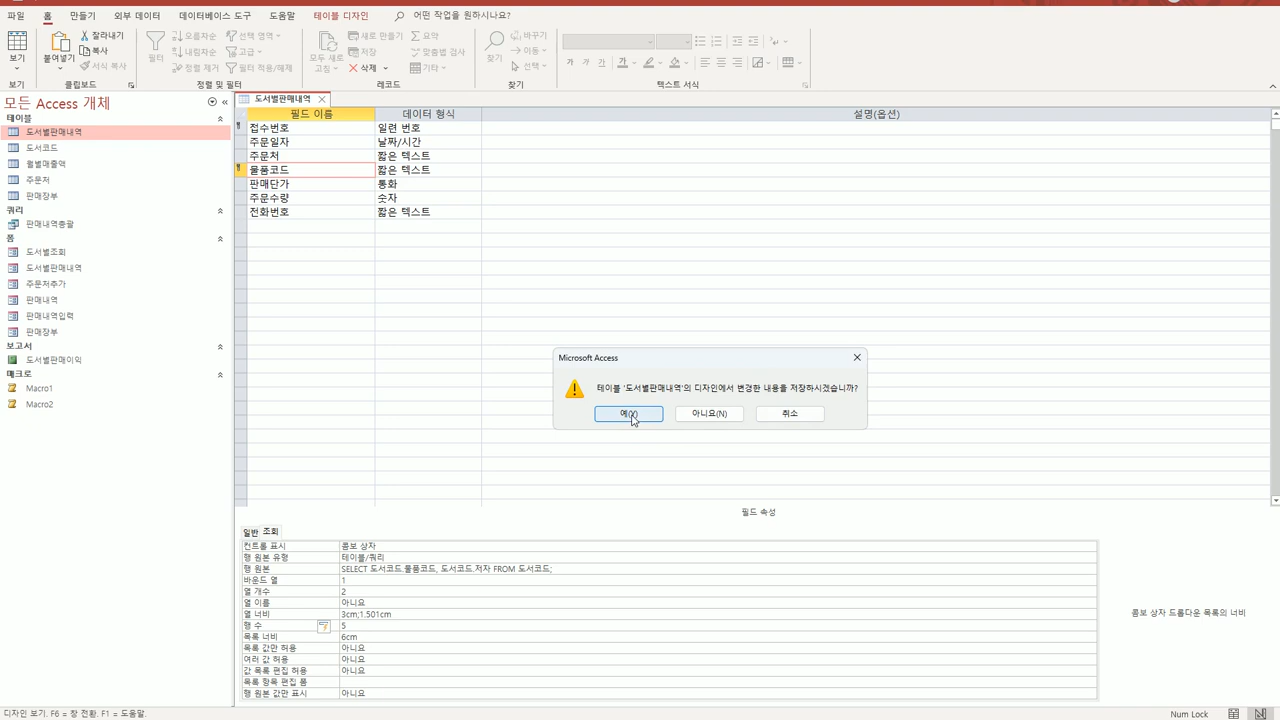 파일 홈 만들기 외부 데이터 데이터베이스 도구 도움말 테이블 디자인 어떤 작업을 원하시나요?
보기
붙여넣기
잘라내기
복사
서식 복사
필터
오름차순
내림차순
정렬 제거
선택 영역
고급
필터 적용/해제
모두 새로
고침
새로 만들기
저장
삭제
요약
맞춤법 검사
기타
찾기
바꾸기
이동
선택
보기 클립보드 정렬 및 필터 레코드 찾기 텍스트 서식
모든 Access 개체
테이블
도서별판매내역
도서코드
월별매출액
주문처
판매장부
쿼리
판매내역총괄
폼
도서별조회
도서별판매내역
주문처추가
판매내역
판매내역입력
판매장부
보고서
도서별판매이익
매크로
Macro1
Macro2
도서별판매내역
필드 이름 데이터 형식 설명(옵션)
접수번호 일련 번호
주문일자 날짜/시간
주문처 짧은 텍스트
물품코드 짧은 텍스트
판매단가 통화
주문수량 숫자
전화번호 짧은 텍스트
Microsoft Access
테이블 '도서별판매내역'의 디자인에서 변경한 내용을 저장하시겠습니까?
예(Y) 아니요(N) 취소
필드 속성
일반 조회
컨트롤 표시 콤보 상자
행 원본 유형 테이블/쿼리
행 원본 SELECT 도서코드.물품코드, 도서코드.저자 FROM 도서코드;
바운드 열 1
열 개수 2
열 이름 아니요
열 너비 3cm;1.501cm
행 수 5
목록 너비 6cm
목록 값만 허용 아니요
여러 값 허용 아니요
값 목록 편집 허용 아니요
목록 항목 편집 폼
행 원본 값만 표시 아니요
콤보 상자 드롭다운 목록의 너비
디자인 보기. F6 = 창 전환. F1 = 도움말.
Num Lock